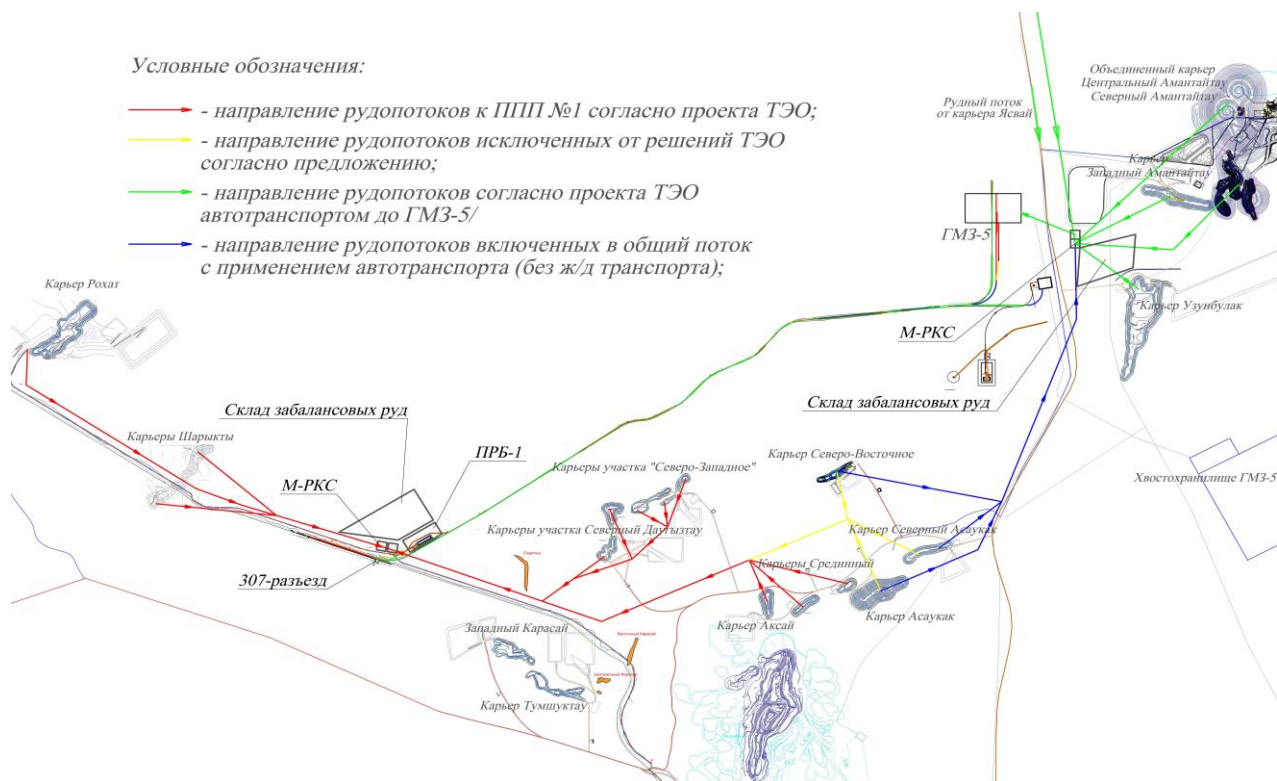 Условные обозначения:
- направление рудопотоков к ППП №1 согласно проекта ТЭО;
- направление рудопотоков исключенных от решений ТЭО
согласно предложению;
- направление рудопотоков согласно проекта ТЭО
автотранспортом до ГМЗ-5/
- направление рудопотоков включенных в общий поток
с применением автотранспорта (без ж/д транспорта);
Объединенный карьер
Центральный Амантайтау
Северный Амантайтау
Рудный поток
от карьера Ясвай
Карьер
Западный Амантайтау
ГМЗ-5
Карьер Рохат
Карьер Узунбулак
М-РКС
Склад забалансовых руд
Склад забалансовых руд
Карьеры Шарыкты
ПРБ-1
М-РКС
Карьеры участка "Северо-Западное"
Карьер Северо-Восточное
Хвостохранилище ГМЗ-5
Карьеры участка Северный Даугызтау
Карьер Северный Асаукак
307-разъезд
Карьеры Срединный
Карьер Аксай
Карьер Асаукак
Западный Карасай
Восточный Карасай
Карьер Тумшуктау